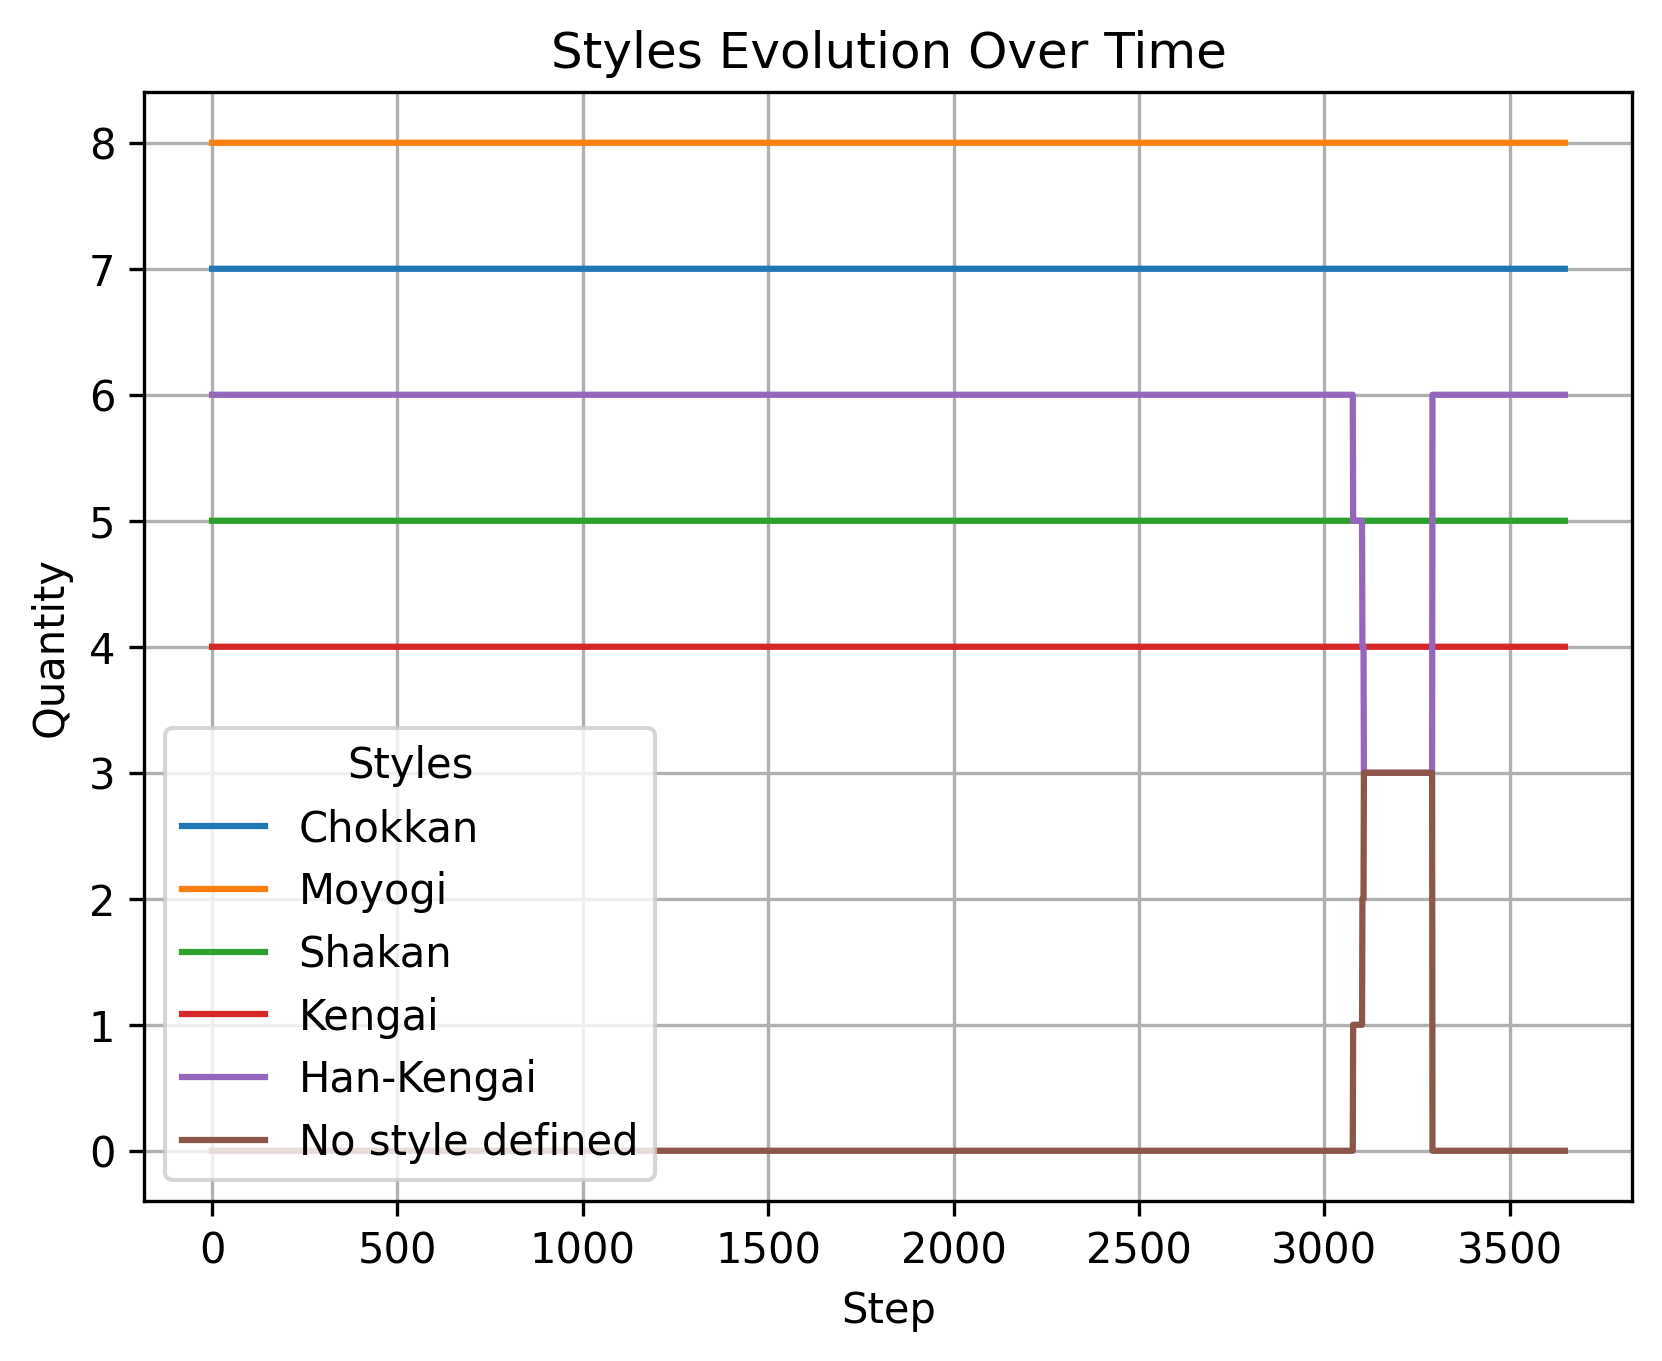 Styles Evolution Over Time
Quantity
8
7
6
5
4
3
2
1
0
Styles
Chokkan
Moyogi
Shakan
Kengai
Han-Kengai
No style defined
0 500 1000 1500 2000 2500 3000 3500
Step